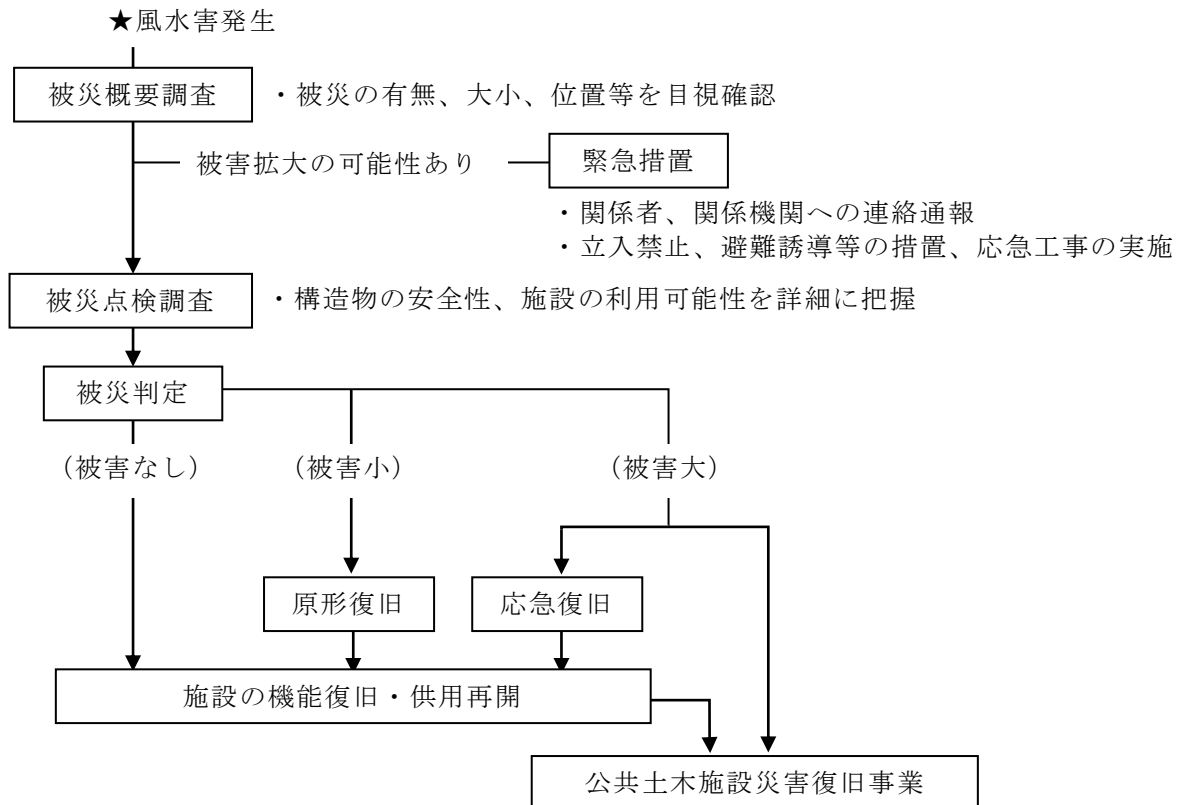 ★風水害発生
被災概要調査
・被災の有無、大小、位置等を目視確認
被害拡大の可能性あり
緊急措置
・関係者、関係機関への連絡通報
・立入禁止、避難誘導等の措置、応急工事の実施
被災点検調査
・構造物の安全性、施設の利用可能性を詳細に把握
被災判定
（被害なし）
（被害小）
（被害大）
原形復旧
応急復旧
施設の機能復旧・供用再開
公共土木施設災害復旧事業